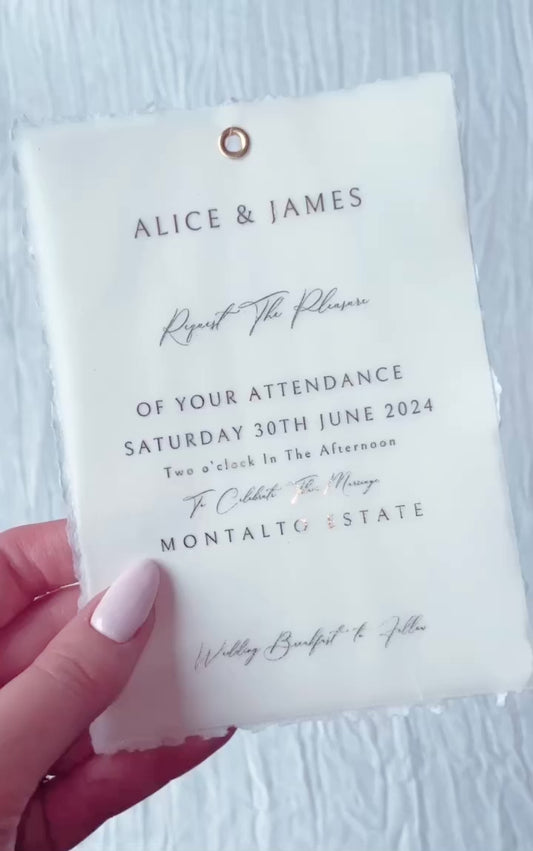 ALICE & JAMES
Request The Pleasure
OF YOUR ATTENDANCE
SATURDAY 30TH JUNE 2024
Two o'clock In The Afternoon
To Celebrate Their Marriage
MONTALTO ESTATE
Wedding Breakfast to Follow